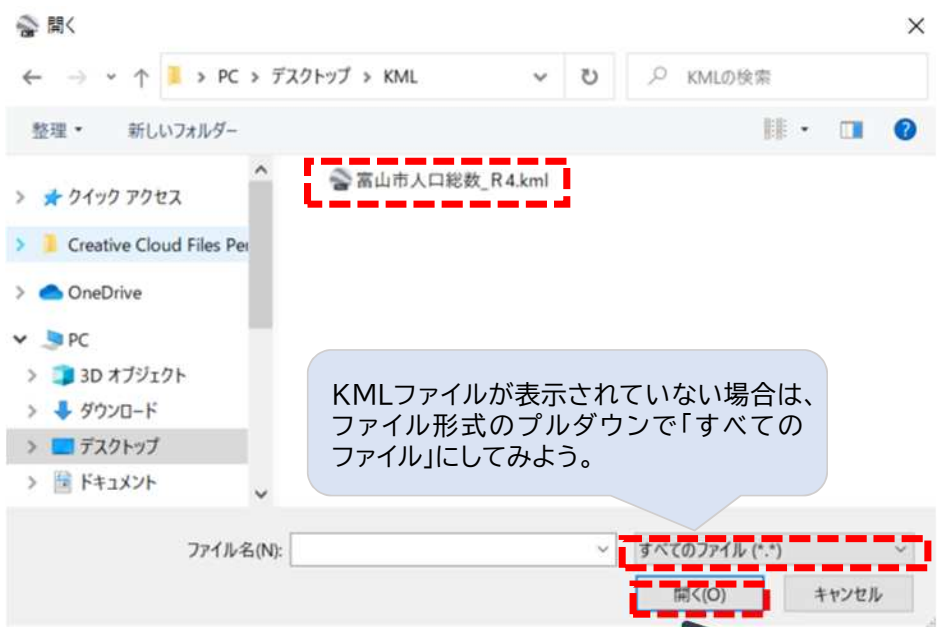 開く
PC > デスクトップ > KML
KMLの検索
整理
新しいフォルダー
クイック アクセス
富山市人口総数_R4.kml
Creative Cloud Files Per
OneDrive
PC
3D オブジェクト
ダウンロード
デスクトップ
ドキュメント
KMLファイルが表示されていない場合は、
ファイル形式のプルダウンで「すべての
ファイル」にしてみよう。
ファイル名(N):
すべてのファイル (*.*)
開く(O)
キャンセル